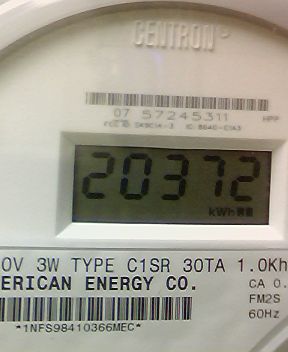 CENTRON
07 57245311 HPP
20372
kWh
0V 3W TYPE C1SR 30TA 1.0Kh
ERICAN ENERGY CO. CA 0.
FM2S
60Hz
*1NFS98410366MEC*